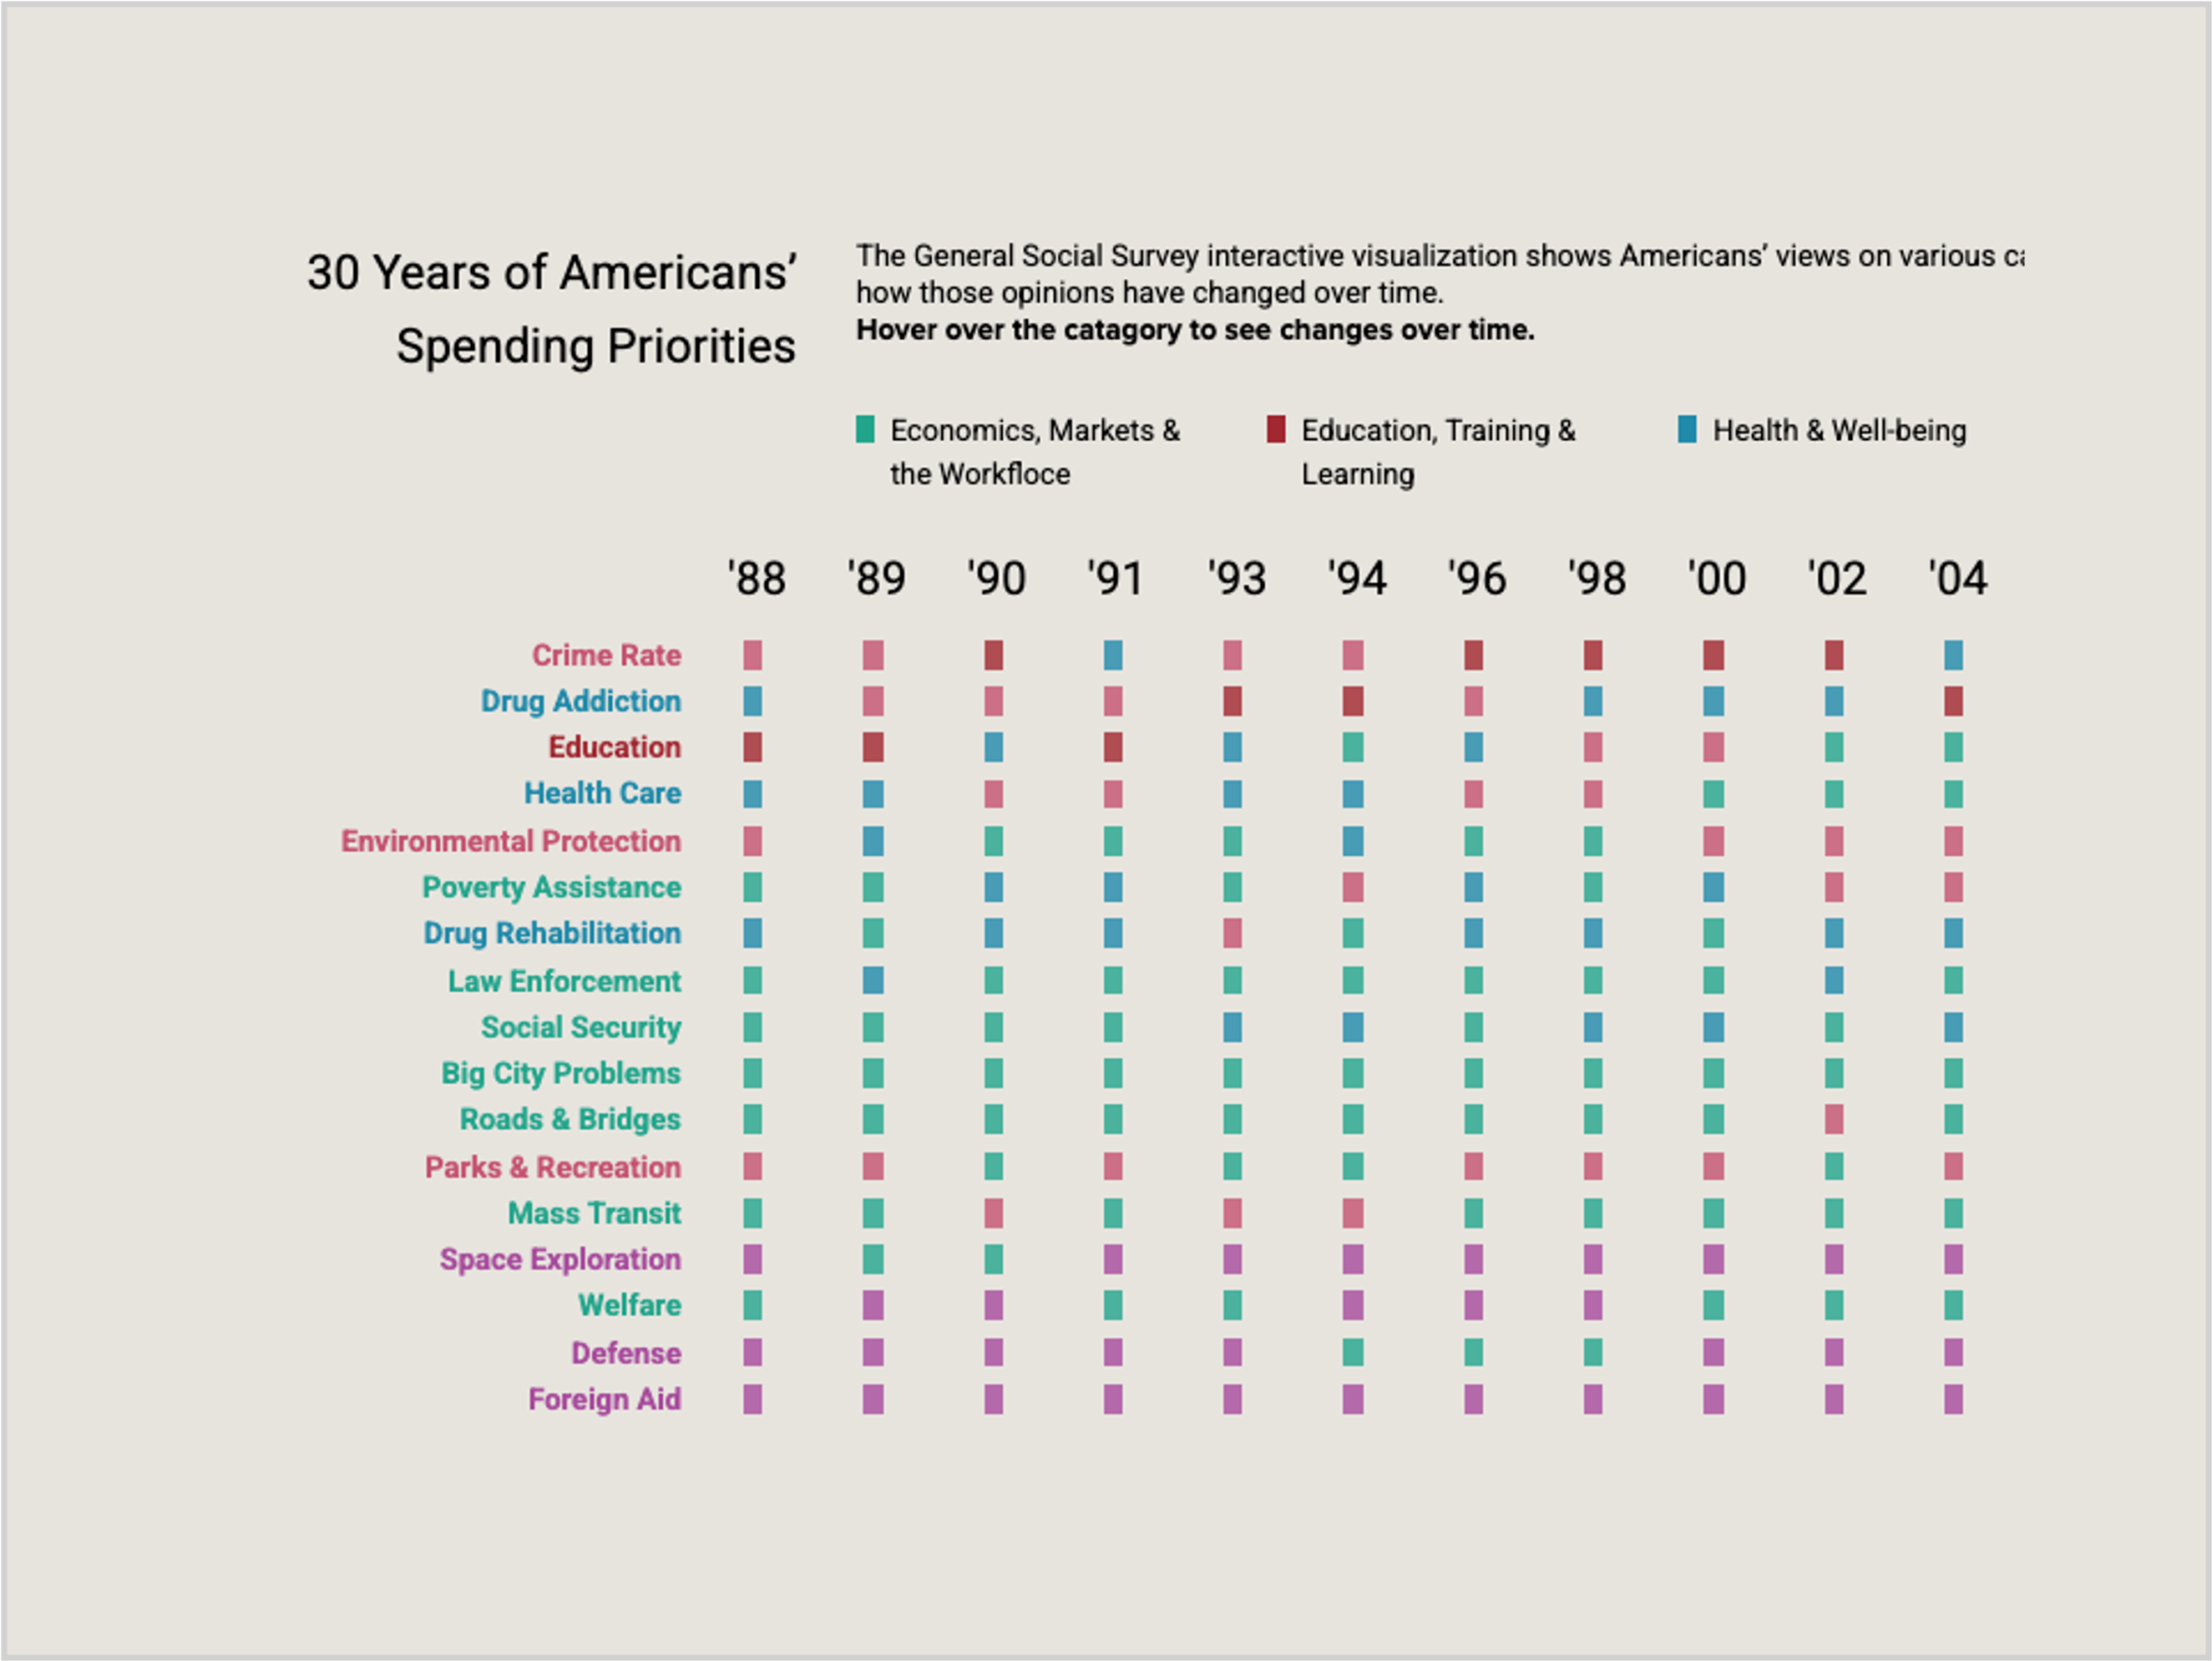 30 Years of Americans’
Spending Priorities
The General Social Survey interactive visualization shows Americans’ views on various
how those opinions have changed over time.
Hover over the catagory to see changes over time.
Economics, Markets &
the Workfloce
Education, Training &
Learning
Health & Well-being
'88 '89 '90 '91 '93 '94 '96 '98 '00 '02 '04
Crime Rate
Drug Addiction
Education
Health Care
Environmental Protection
Poverty Assistance
Drug Rehabilitation
Law Enforcement
Social Security
Big City Problems
Roads & Bridges
Parks & Recreation
Mass Transit
Space Exploration
Welfare
Defense
Foreign Aid